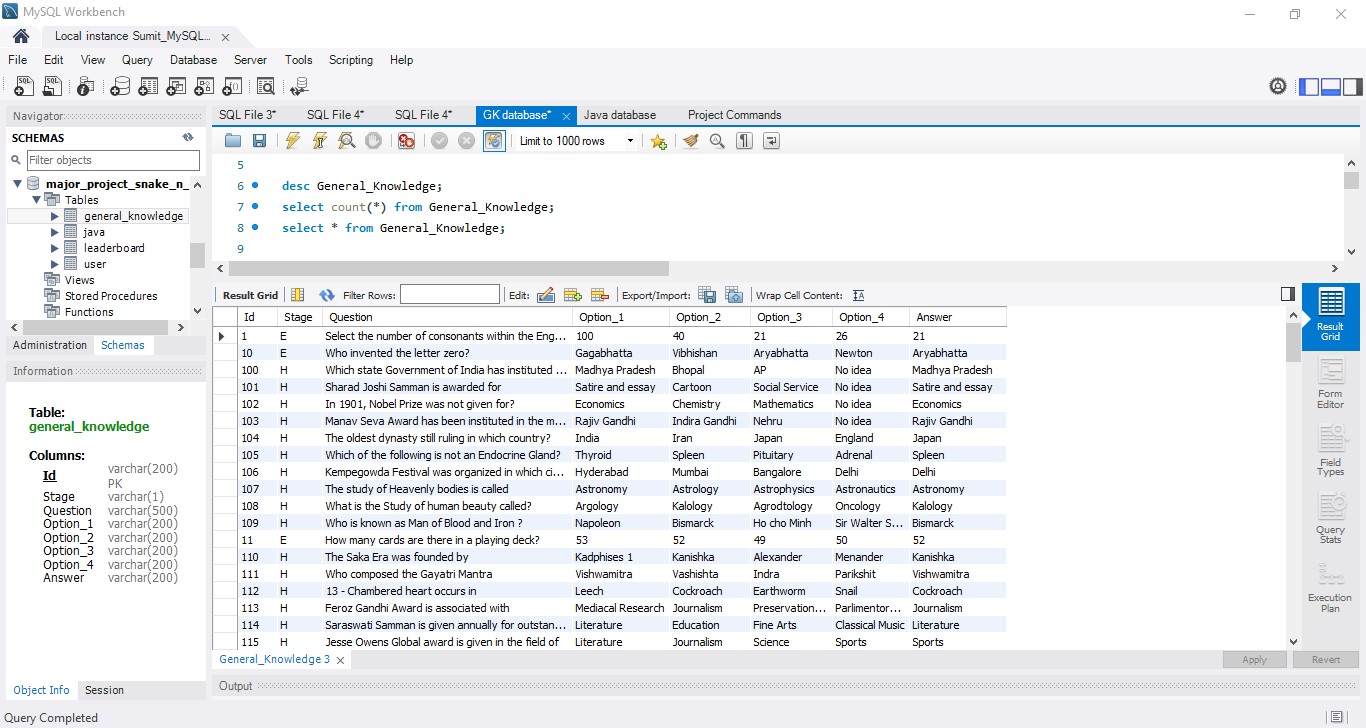 MySQL Workbench
Local instance Sumit_MySQL... x
File Edit View Query Database Server Tools Scripting Help
Navigator
SCHEMAS
Filter objects
major_project_snake_n_
Tables
general_knowledge
java
leaderboard
user
Views
Stored Procedures
Functions
Administration Schemas
Information
Table:
general_knowledge
Columns:
Id varchar(200)
PK
Stage varchar(1)
Question varchar(500)
Option_1 varchar(200)
Option_2 varchar(200)
Option_3 varchar(200)
Option_4 varchar(200)
Answer varchar(200)
Object Info Session
SQL File 3* SQL File 4* SQL File 4* GK database* x Java database Project Commands
Limit to 1000 rows
5
6 desc General_Knowledge;
7 select count(*) from General_Knowledge;
8 select * from General_Knowledge;
9
Result Grid Filter Rows: Edit: Export/Import: Wrap Cell Content: IA
Id Stage Question Option_1 Option_2 Option_3 Option_4 Answer
1 E Select the number of consonants within the Eng... 100 40 21 26 21
10 E Who invented the letter zero? Gagabhatta Vibhishan Aryabhatta Newton Aryabhatta
100 H Which state Government of India has instituted ... Madhya Pradesh Bhopal AP No idea Madhya Pradesh
101 H Sharad Joshi Samman is awarded for Satire and essay Cartoon Social Service No idea Satire and essay
102 H In 1901, Nobel Prize was not given for? Economics Chemistry Mathematics No idea Economics
103 H Manav Seva Award has been instituted in the m... Rajiv Gandhi Indira Gandhi Nehru No idea Rajiv Gandhi
104 H The oldest dynasty still ruling in which country? India Iran Japan England Japan
105 H Which of the following is not an Endocrine Gland? Thyroid Spleen Pituitary Adrenal Spleen
106 H Kempegowda Festival was organized in which ci... Hyderabad Mumbai Bangalore Delhi Delhi
107 H The study of Heavenly bodies is called Astronomy Astrology Astrophysics Astronautics Astronomy
108 H What is the Study of human beauty called? Argology Kalology Agrodtology Oncology Kalology
109 H Who is known as Man of Blood and Iron ? Napoleon Bismarck Ho cho Minh Sir Walter S... Bismarck
11 E How many cards are there in a playing deck? 53 52 49 50 52
110 H The Saka Era was founded by Kadphises 1 Kanishka Alexander Menander Kanishka
111 H Who composed the Gayatri Mantra Vishwamitra Vashishta Indra Parikshit Vishwamitra
112 H 13 - Chambered heart occurs in Leech Cockroach Earthworm Snail Cockroach
113 H Feroz Gandhi Award is associated with Mediacal Research Journalism Preservation... Parlimentor... Journalism
114 H Saraswati Samman is given annually for outstan... Literature Education Fine Arts Classical Music Literature
115 H Jesse Owens Global award is given in the field of Literature Journalism Science Sports Sports
Result
Grid
Form
Editor
Field
Types
Query
Stats
Execution
Plan
General_Knowledge 3 x
Apply Revert
Output
Query Completed